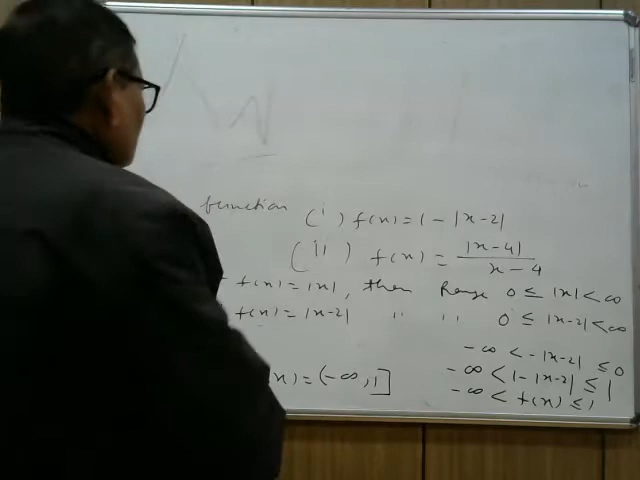 function (i) f(x) = 1 - |x-2|
(ii) f(x) = |x-4| / x-4
f(x) = |x|, then Range 0 ≤ |x| < ∞
f(x) = |x-2| " " 0 ≤ |x-2| < ∞
-∞ < -|x-2| ≤ 0
-∞ < 1-|x-2| ≤ 1
x) = (-∞, 1]
-∞ < f(x) ≤ 1